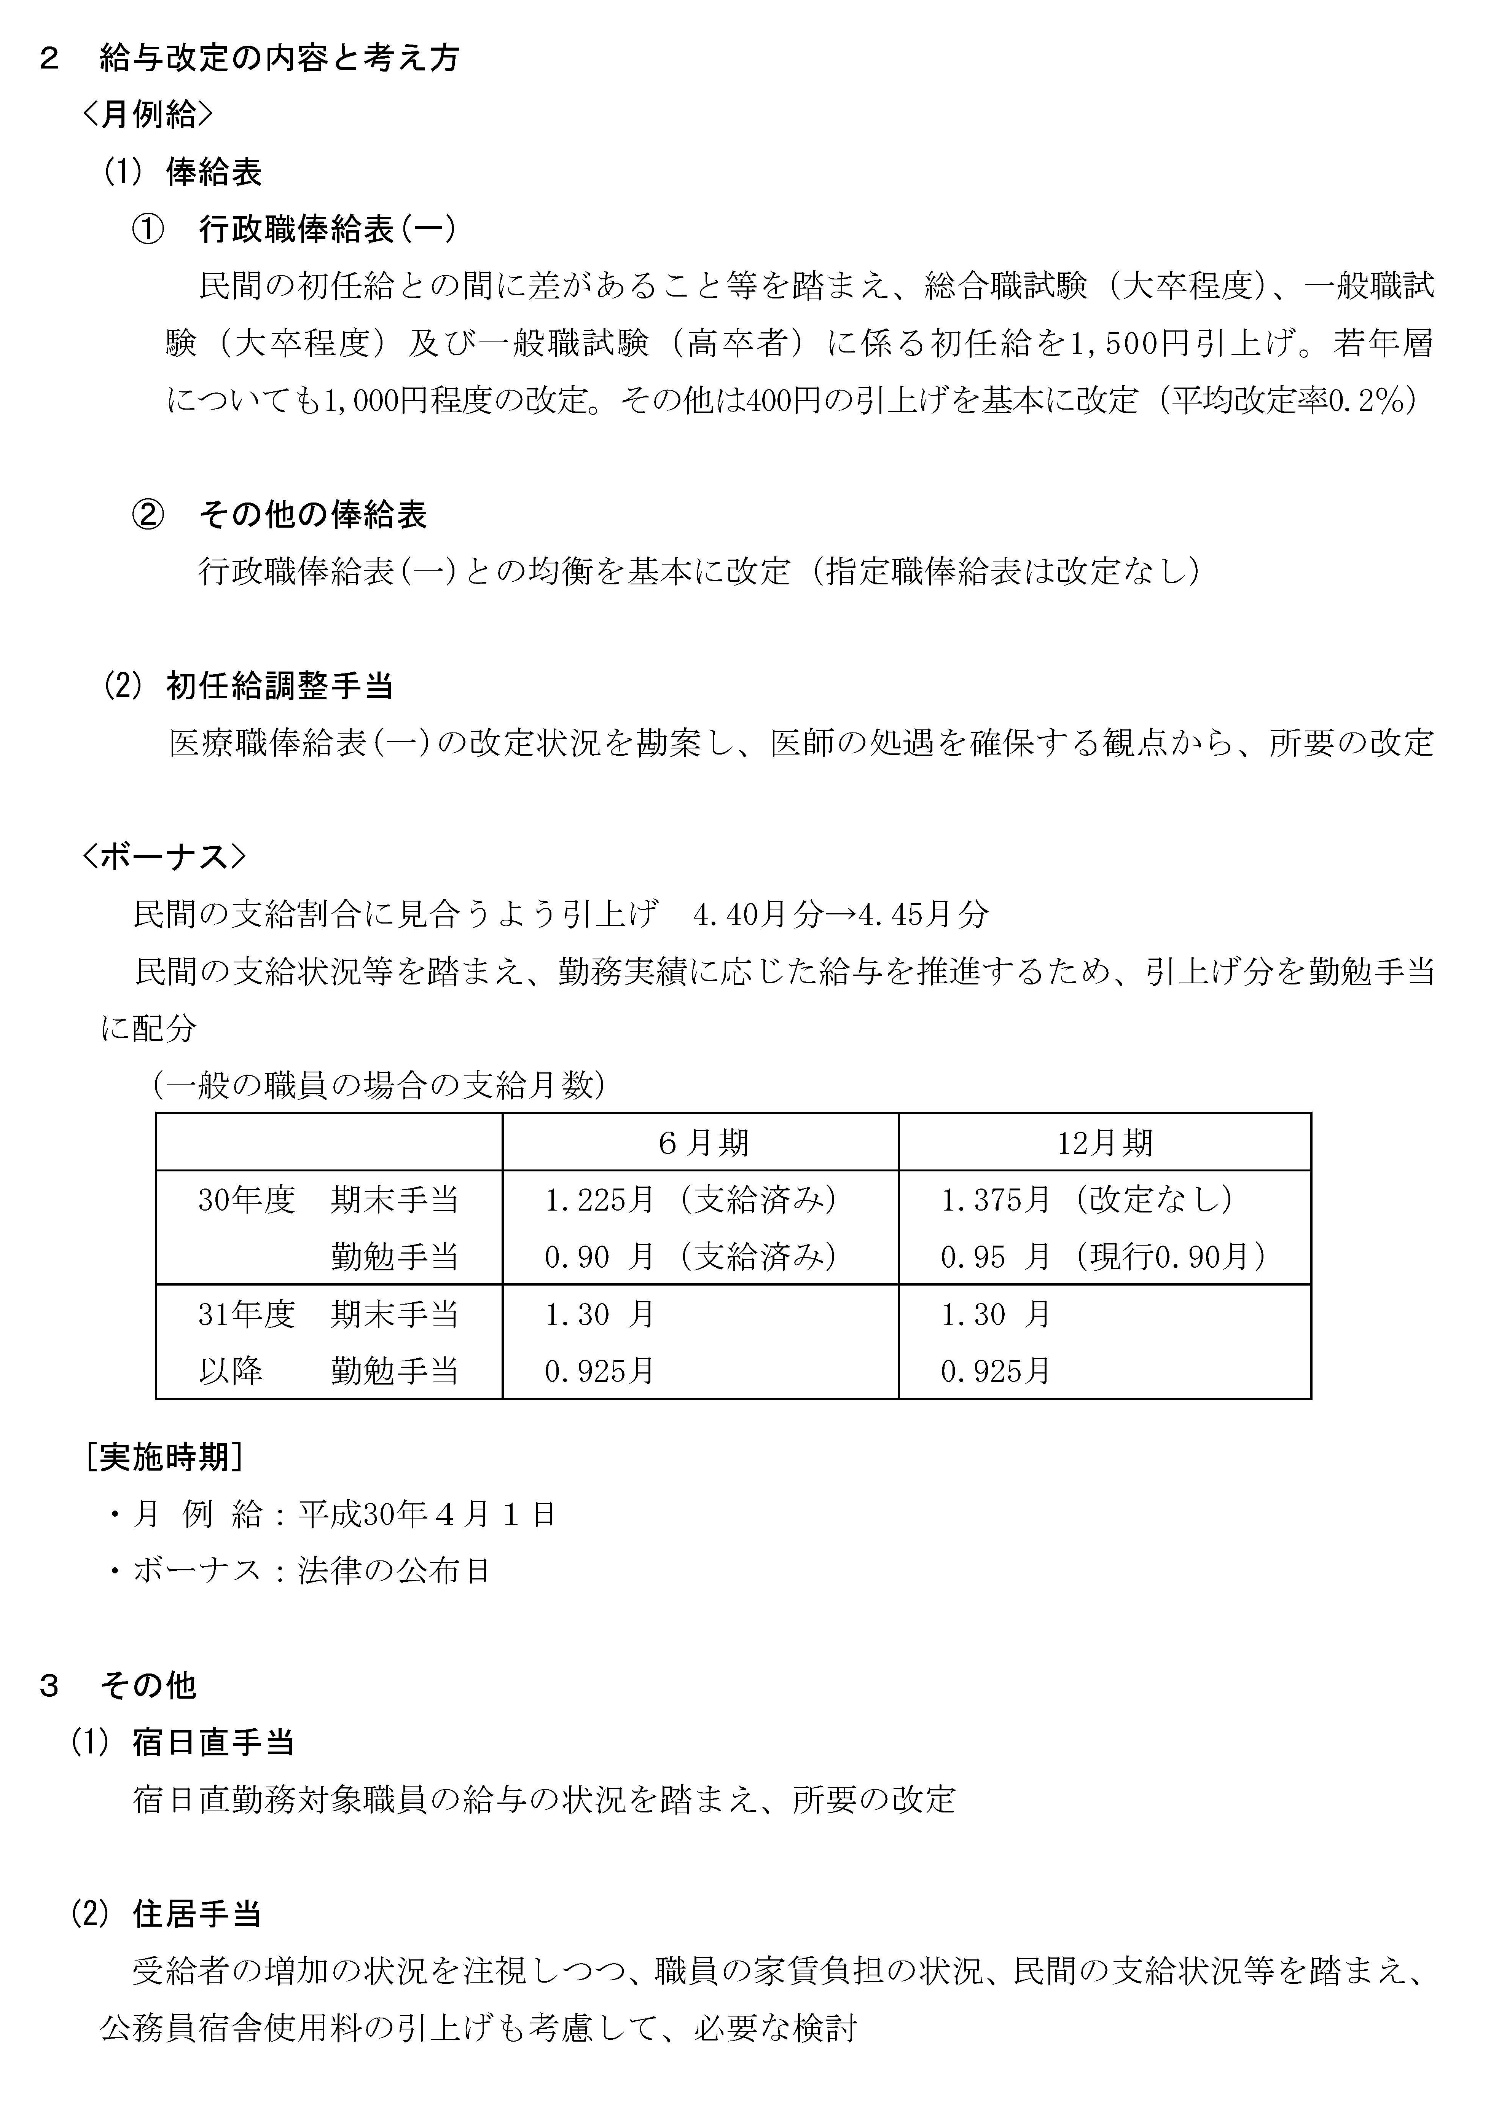 ２　給与改定の内容と考え方
＜月例給＞
(1) 俸給表
①　行政職俸給表(一)
民間の初任給との間に差があること等を踏まえ、総合職試験（大卒程度）、一般職試
験（大卒程度）及び一般職試験（高卒者）に係る初任給を1,500円引上げ。若年層
についても1,000円程度の改定。その他は400円の引上げを基本に改定（平均改定率0.2％）
②　その他の俸給表
行政職俸給表(一)との均衡を基本に改定（指定職俸給表は改定なし）
(2) 初任給調整手当
医療職俸給表(一)の改定状況を勘案し、医師の処遇を確保する観点から、所要の改定
＜ボーナス＞
民間の支給割合に見合うよう引上げ　4.40月分→4.45月分
民間の支給状況等を踏まえ、勤務実績に応じた給与を推進するため、引上げ分を勤勉手当
に配分
（一般の職員の場合の支給月数）
６月期　12月期
30年度　期末手当　1.225月（支給済み）　1.375月（改定なし）
勤勉手当　0.90 月（支給済み）　0.95 月（現行0.90月）
31年度　期末手当　1.30 月　1.30 月
以降　勤勉手当　0.925月　0.925月
［実施時期］
・月 例 給：平成30年４月１日
・ボーナス：法律の公布日
３　その他
(1) 宿日直手当
宿日直勤務対象職員の給与の状況を踏まえ、所要の改定
(2) 住居手当
受給者の増加の状況を注視しつつ、職員の家賃負担の状況、民間の支給状況等を踏まえ、
公務員宿舎使用料の引上げも考慮して、必要な検討